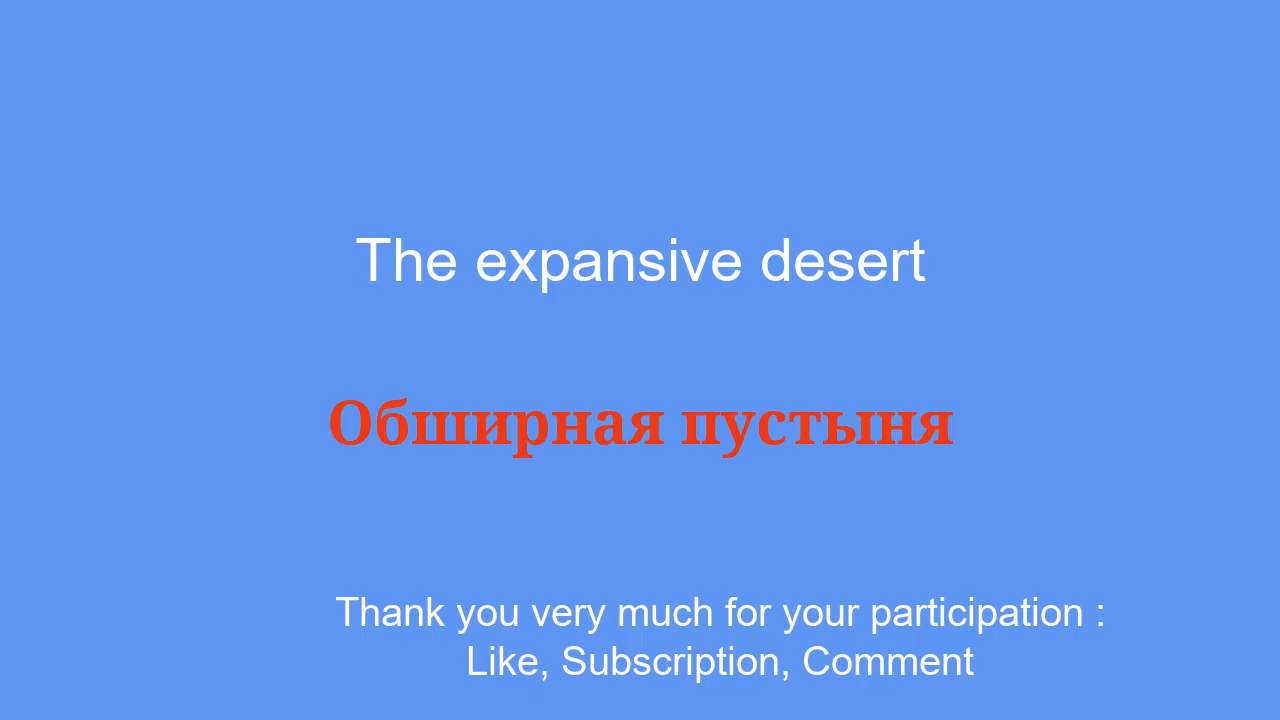 The expansive desert
Обширная пустыня
Thank you very much for your participation :
Like, Subscription, Comment